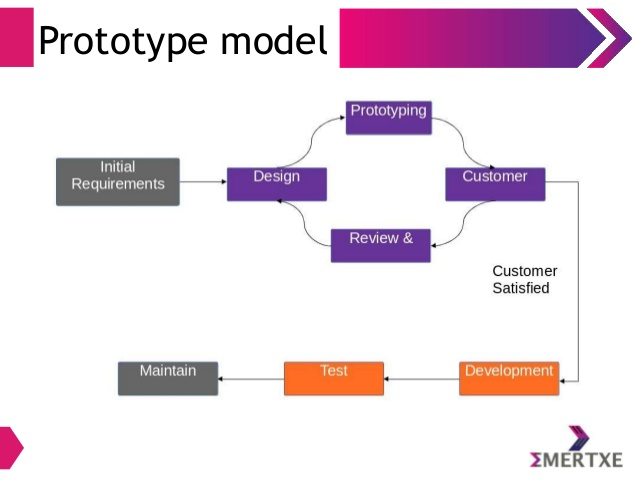 Prototype model
Prototyping
Initial
Requirements
Design
Customer
Review &
Customer
Satisfied
Maintain
Test
Development
ΣMERTXE